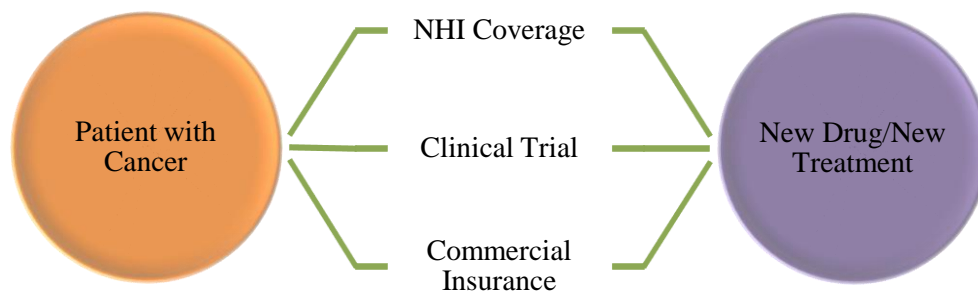 NHI Coverage
Patient with
Cancer
Clinical Trial
New Drug/New
Treatment
Commercial
Insurance